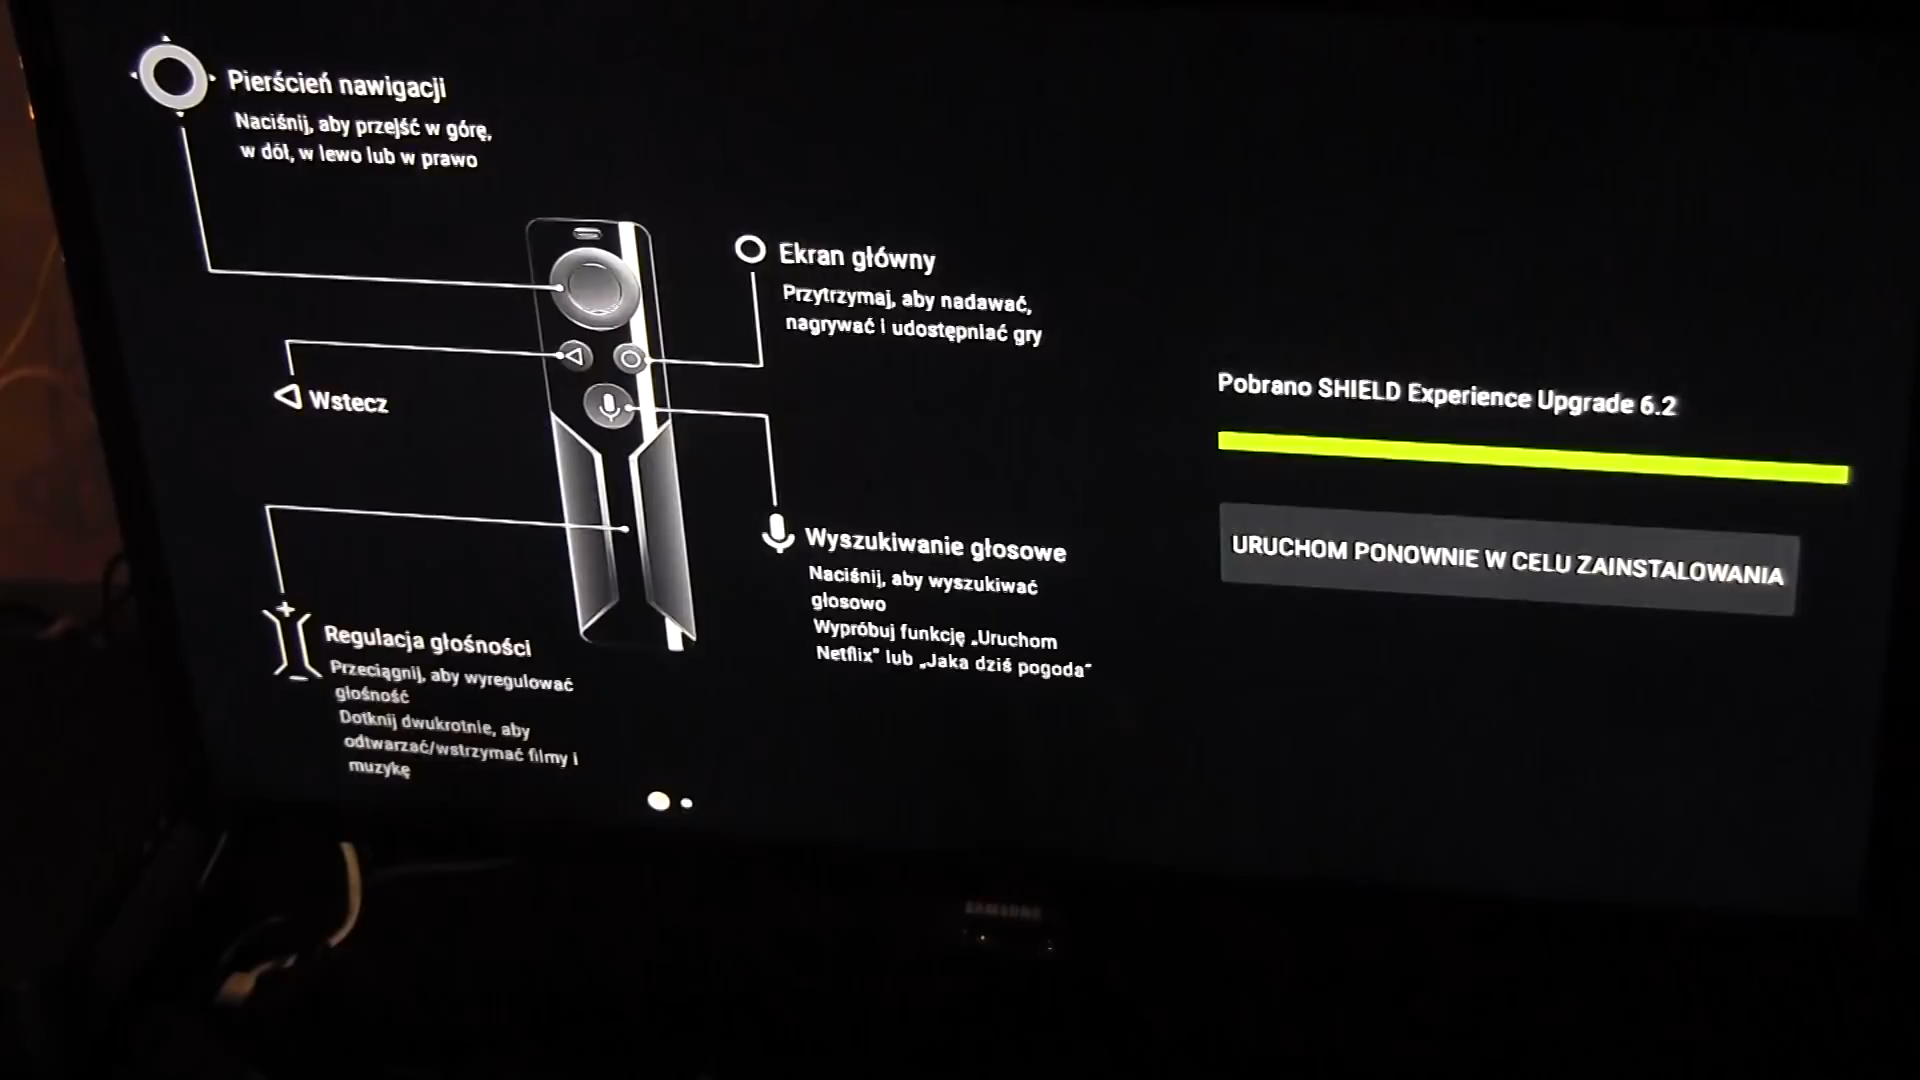 Pierścień nawigacji
Naciśnij, aby przejść w górę,
w dół, w lewo lub w prawo
Ekran główny
Przytrzymaj, aby nadawać,
nagrywać i udostępniać gry
Wstecz
Pobrano SHIELD Experience Upgrade 6.2
URUCHOM PONOWNIE W CELU ZAINSTALOWANIA
Wyszukiwanie głosowe
Naciśnij, aby wyszukiwać
głosowo
Wypróbuj funkcję „Uruchom
Netflix” lub „Jaka dziś pogoda”
Regulacja głośności
Przeciągnij, aby wyregulować
głośność
Dotknij dwukrotnie, aby
odtwarzać/wstrzymać filmy i
muzykę
SAMSUNG